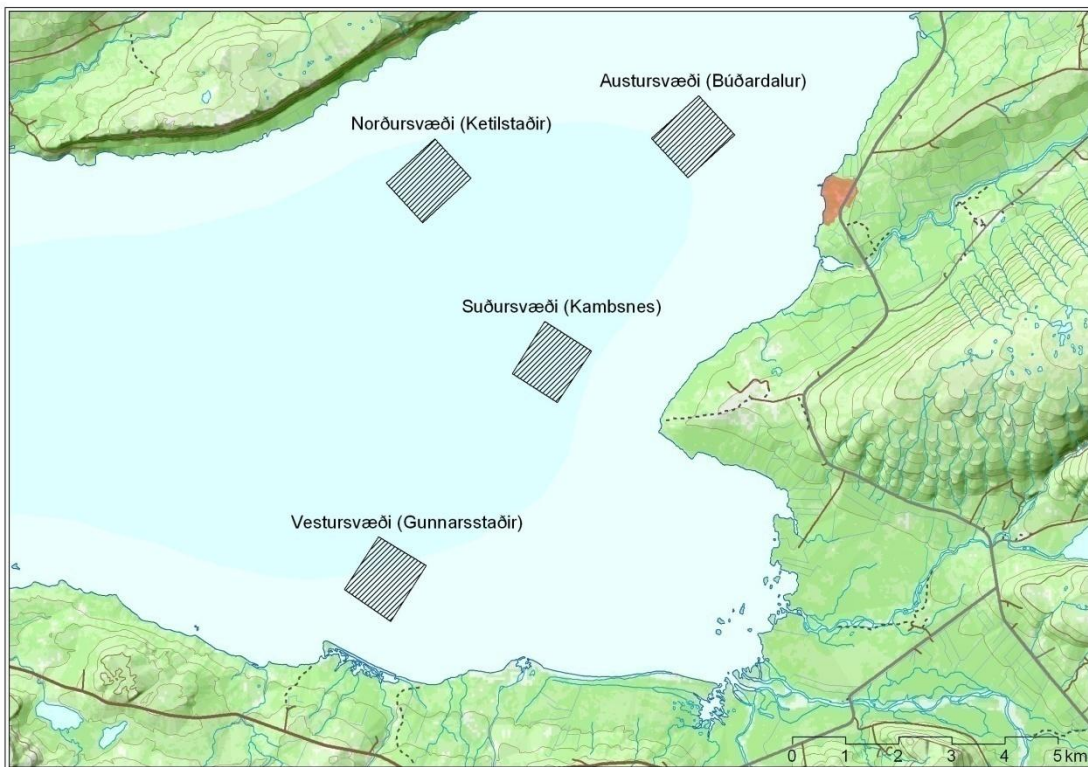 Austursvæði (Búðardalur)
Norðursvæði (Ketilstaðir)
Suðursvæði (Kambsnes)
Vestursvæði (Gunnarsstaðir)
0 1 2 3 4 5 km